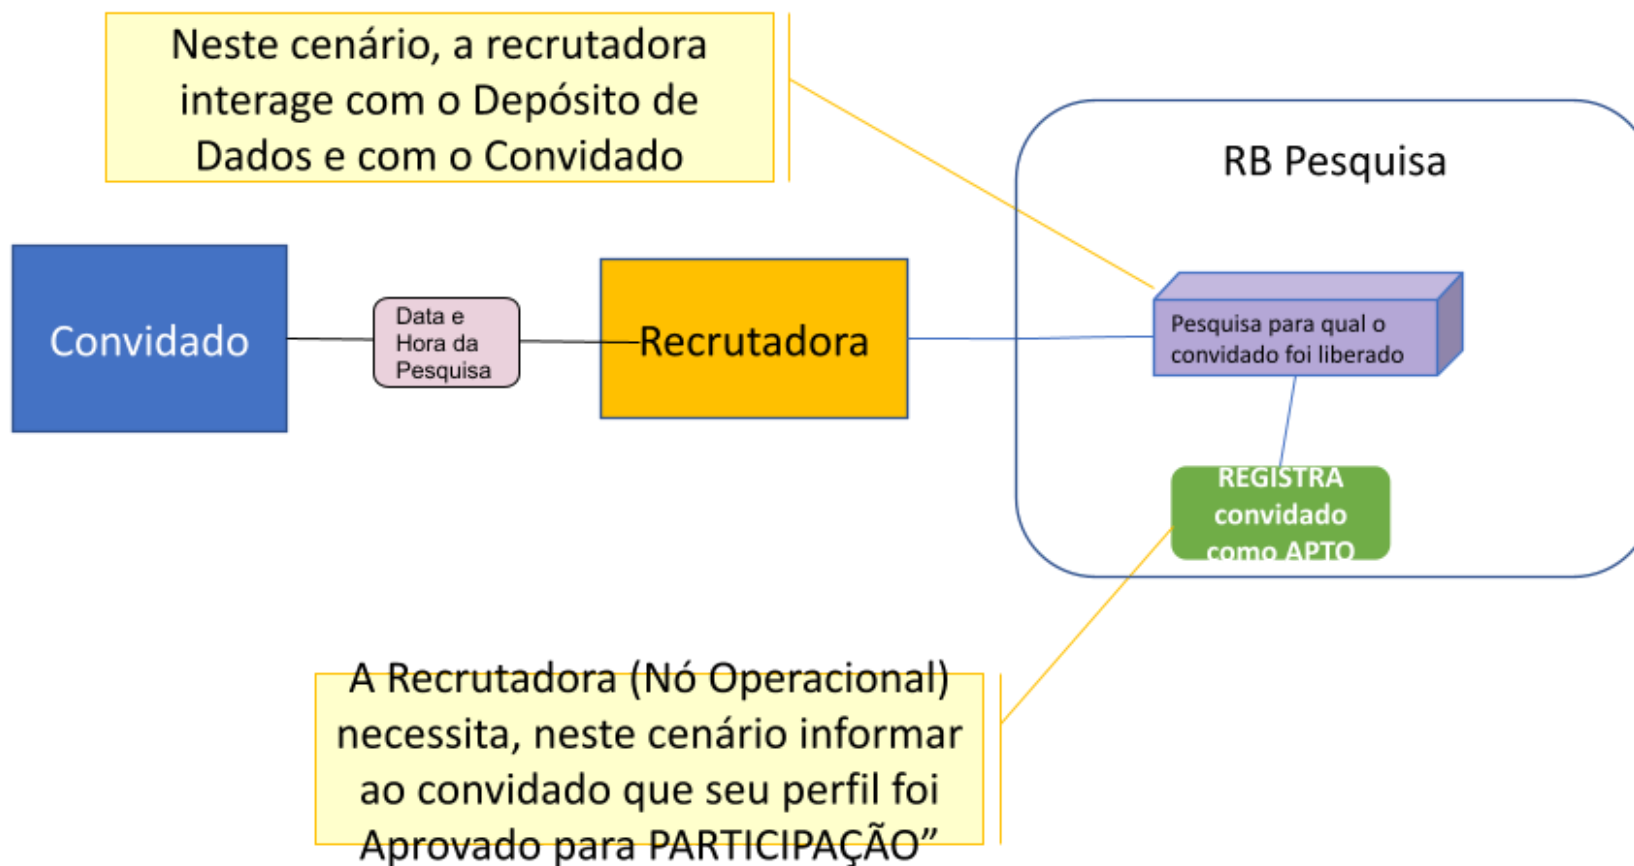 Neste cenário, a recrutadora
interage com o Depósito de
Dados e com o Convidado
RB Pesquisa
Convidado
Data e
Hora da
Pesquisa
Recrutadora
Pesquisa para qual o
convidado foi liberado
REGISTRA
convidado
como APTO
A Recrutadora (Nó Operacional)
necessita, neste cenário informar
ao convidado que seu perfil foi
Aprovado para PARTICIPAÇÃO”